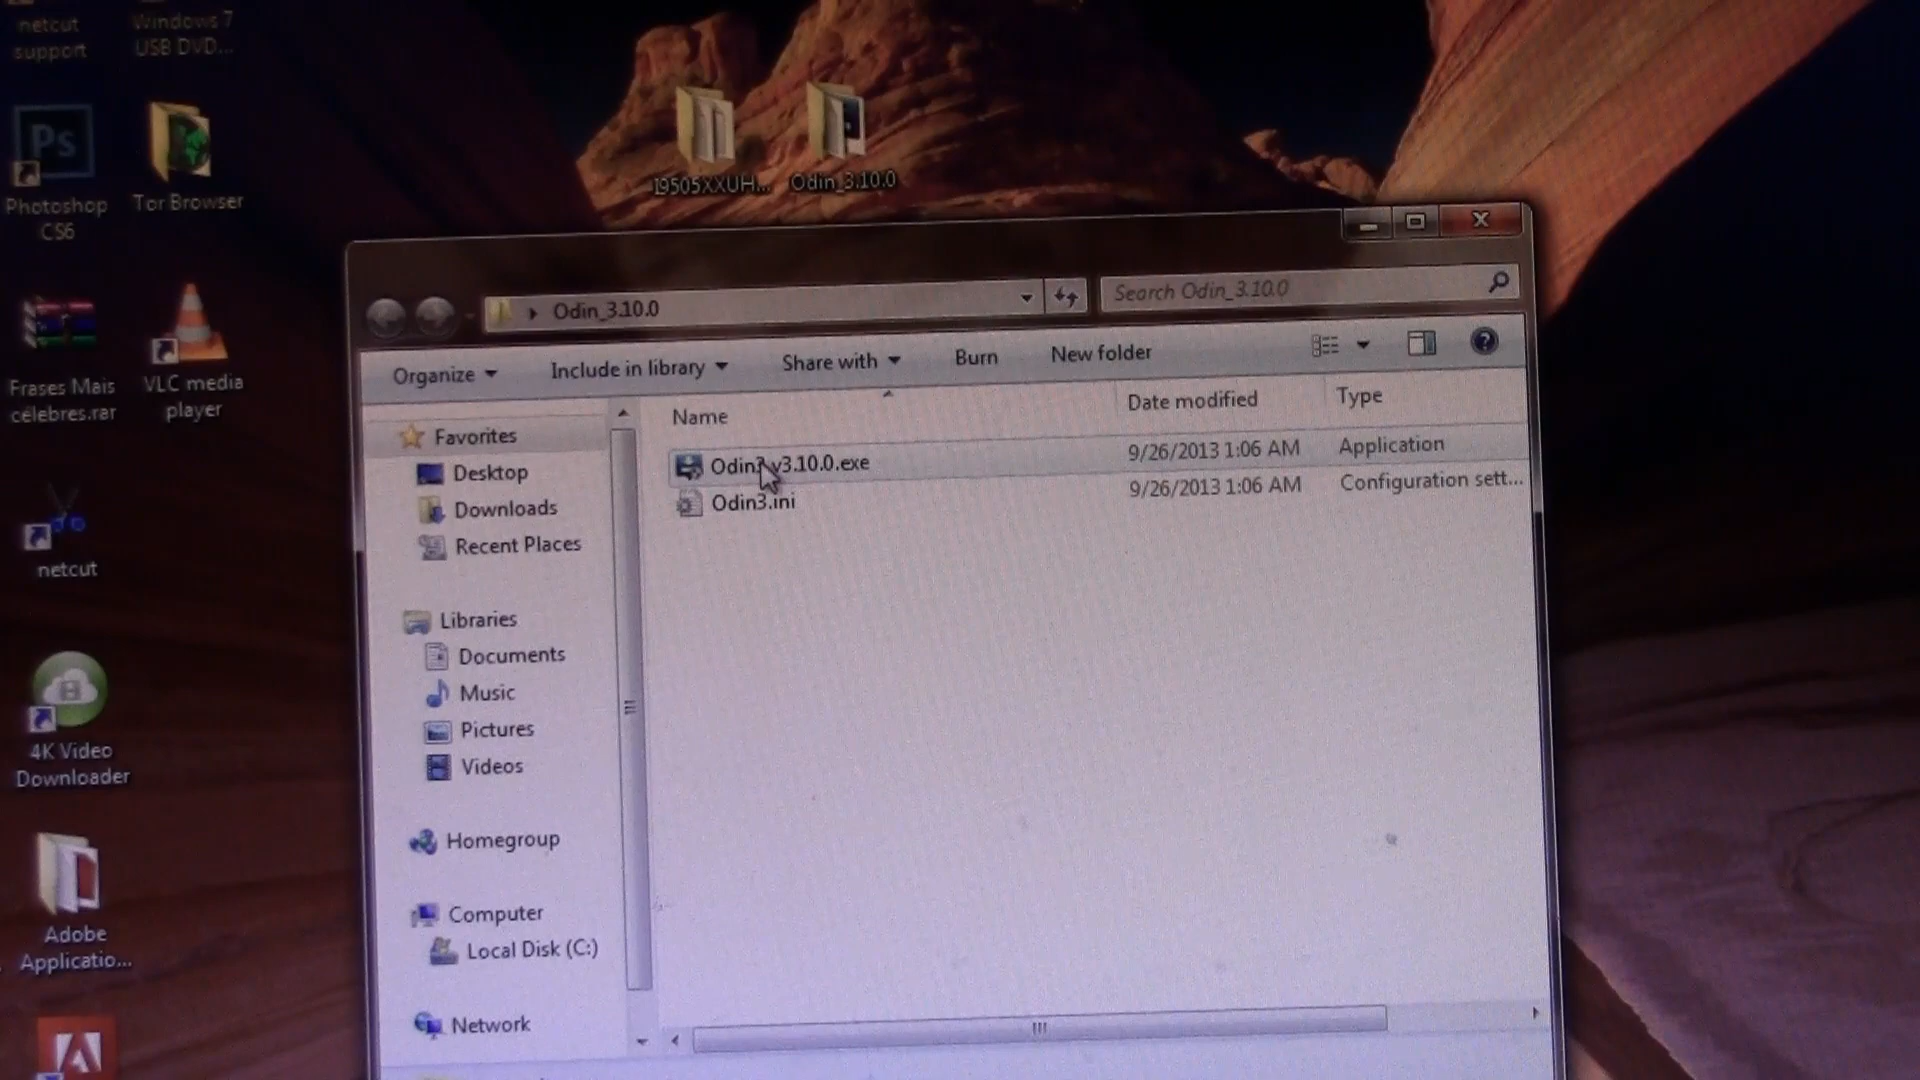 netcut
support
Windows 7
USB DVD...
Ps
Photoshop
CS6
Tor Browser
Frases Mais
célebres.rar
VLC media
player
netcut
4K Video
Downloader
Adobe
Applicatio...
I9505XXUH...
Odin_3.10.0
Odin_3.10.0
Search Odin_3.10.0
Organize
Include in library
Share with
Burn
New folder
Name
Date modified
Type
Odin3 v3.10.0.exe
9/26/2013 1:06 AM
Application
Odin3.ini
9/26/2013 1:06 AM
Configuration sett...
Favorites
Desktop
Downloads
Recent Places
Libraries
Documents
Music
Pictures
Videos
Homegroup
Computer
Local Disk (C:)
Network